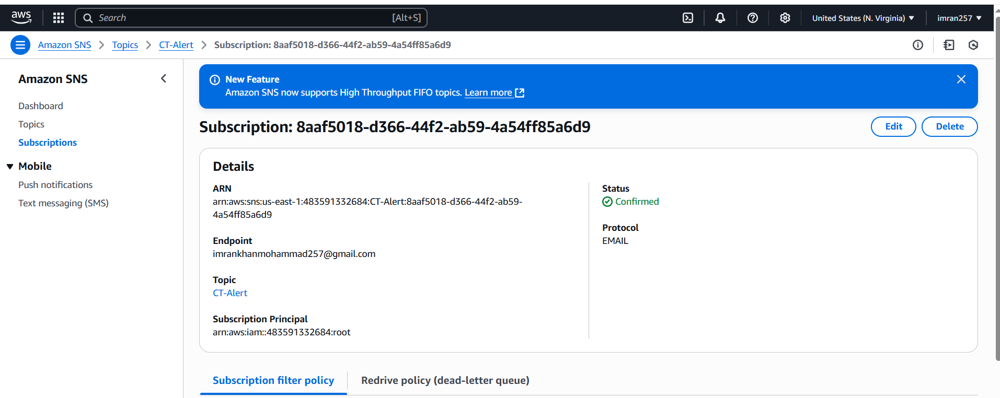 aws
Search [Alt+S]
United States (N. Virginia) imran257
Amazon SNS > Topics > CT-Alert > Subscription: 8aaf5018-d366-44f2-ab59-4a54ff85a6d9
Amazon SNS
Dashboard
Topics
Subscriptions
Mobile
Push notifications
Text messaging (SMS)
New Feature
Amazon SNS now supports High Throughput FIFO topics. Learn more
Subscription: 8aaf5018-d366-44f2-ab59-4a54ff85a6d9
Edit
Delete
Details
ARN
arn:aws:sns:us-east-1:483591332684:CT-Alert:8aaf5018-d366-44f2-ab59-
4a54ff85a6d9
Endpoint
imrankhanmohammad257@gmail.com
Topic
CT-Alert
Subscription Principal
arn:aws:iam::483591332684:root
Status
Confirmed
Protocol
EMAIL
Subscription filter policy
Redrive policy (dead-letter queue)